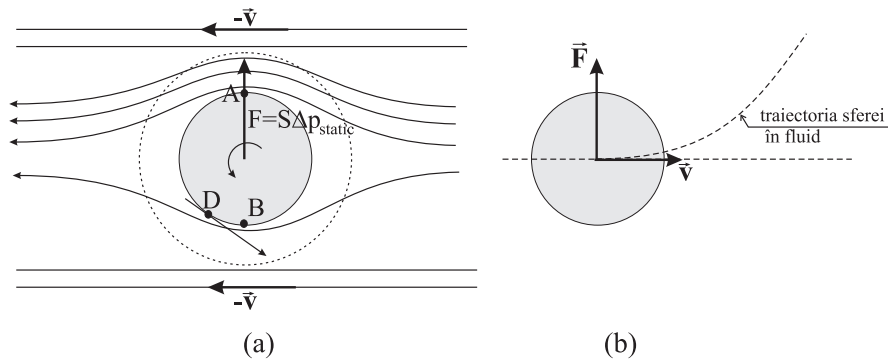 -v⃗
A
F=SΔp_static
D
B
-v⃗
(a)
F⃗
v⃗
traiectoria sferei
în fluid
(b)